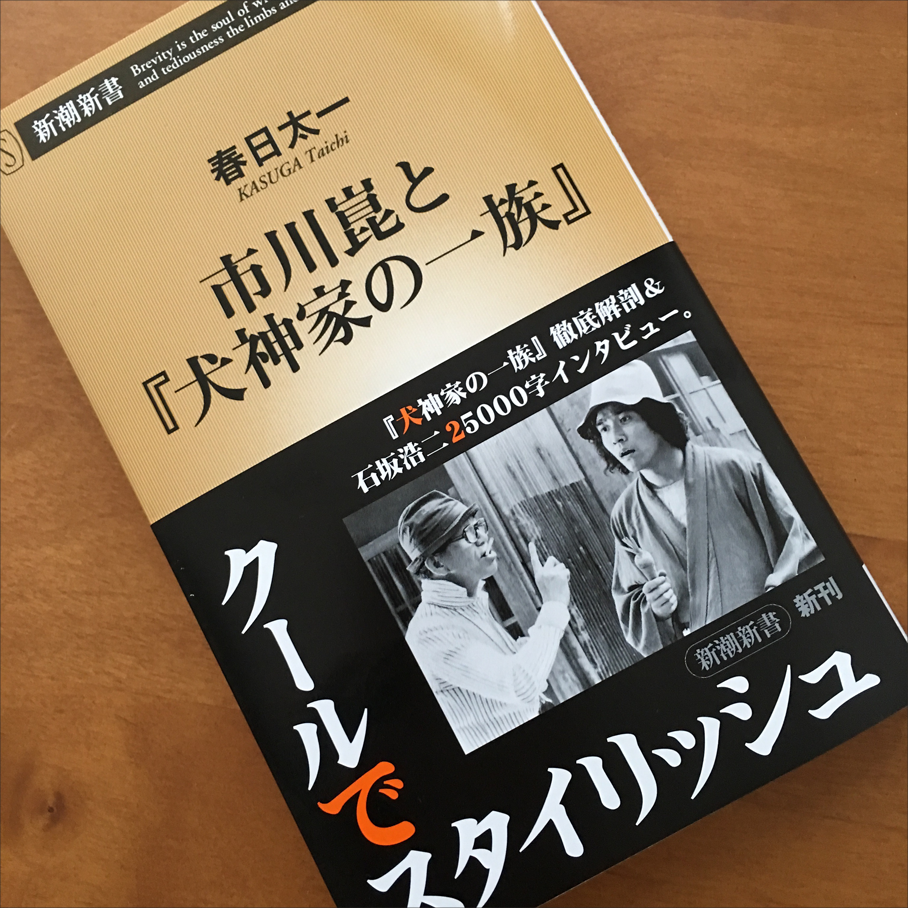 新潮新書
Brevity is the soul of wit,
and tediousness the limbs and
S
春日太一
KASUGA Taichi
市川崑と
『犬神家の一族』
『犬神家の一族』徹底解剖&
石坂浩二25000字インタビュー。
新潮新書 新刊
クールで
スタイリッシュ